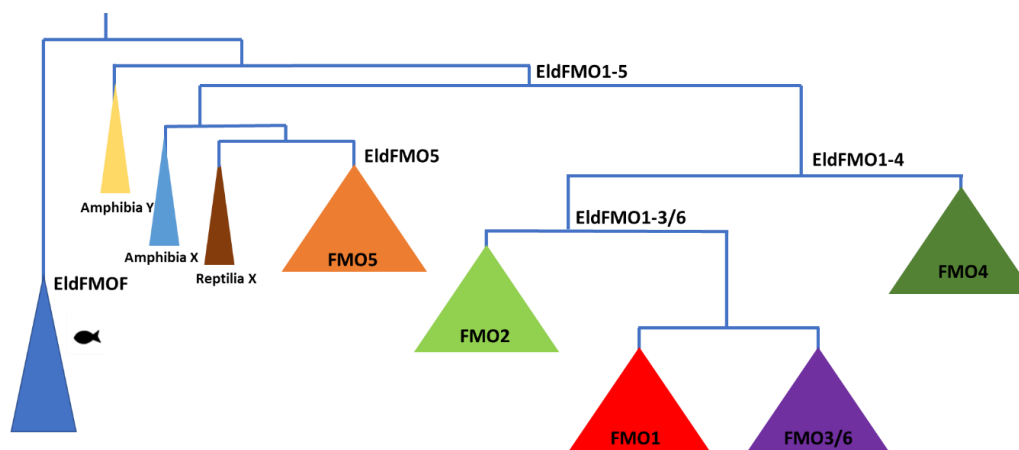 EldFMO1-5
EldFMO5
EldFMO1-4
Amphibia Y
EldFMO1-3/6
Amphibia X
Reptilia X
FMO5
FMO4
EldFMOF
FMO2
FMO1
FMO3/6